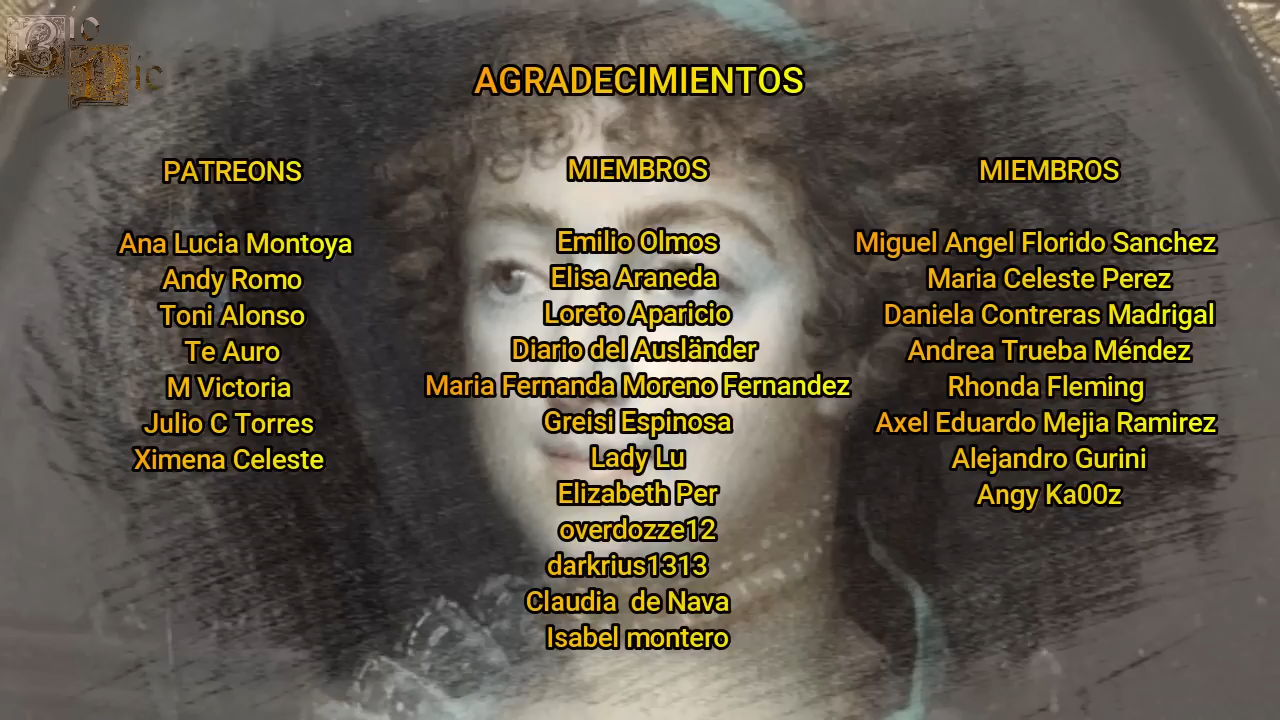 Bio
Dic
AGRADECIMIENTOS
PATREONS
Ana Lucia Montoya
Andy Romo
Toni Alonso
Te Auro
M Victoria
Julio C Torres
Ximena Celeste
MIEMBROS
Emilio Olmos
Elisa Araneda
Loreto Aparicio
Diario del Ausländer
Maria Fernanda Moreno Fernandez
Greisi Espinosa
Lady Lu
Elizabeth Per
overdozze12
darkrius1313
Claudia de Nava
Isabel montero
MIEMBROS
Miguel Angel Florido Sanchez
Maria Celeste Perez
Daniela Contreras Madrigal
Andrea Trueba Méndez
Rhonda Fleming
Axel Eduardo Mejia Ramirez
Alejandro Gurini
Angy Ka00z